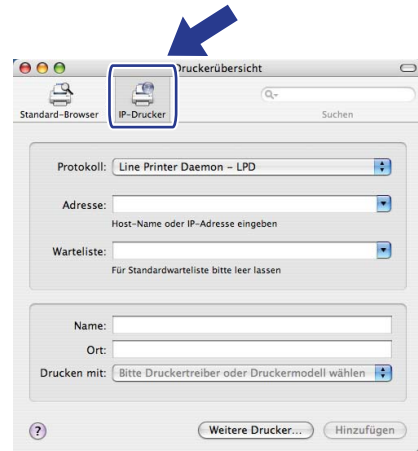 Druckerübersicht
Standard-Browser IP-Drucker Suchen
Protokoll: Line Printer Daemon – LPD
Adresse:
Host-Name oder IP-Adresse eingeben
Warteliste:
Für Standardwarteliste bitte leer lassen
Name:
Ort:
Drucken mit: Bitte Druckertreiber oder Druckermodell wählen
? Weitere Drucker... Hinzufügen